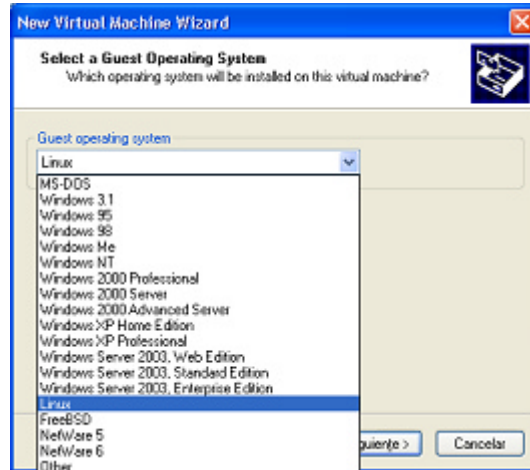 New Virtual Machine Wizard
Select a Guest Operating System
Which operating system will be installed on this virtual machine?
Guest operating system
Linux
MS-DOS
Windows 3.1
Windows 95
Windows 98
Windows Me
Windows NT
Windows 2000 Professional
Windows 2000 Server
Windows 2000 Advanced Server
Windows XP Home Edition
Windows XP Professional
Windows Server 2003, Web Edition
Windows Server 2003, Standard Edition
Windows Server 2003, Enterprise Edition
Linux
FreeBSD
NetWare 5
NetWare 6
Other
guiente > Cancelar